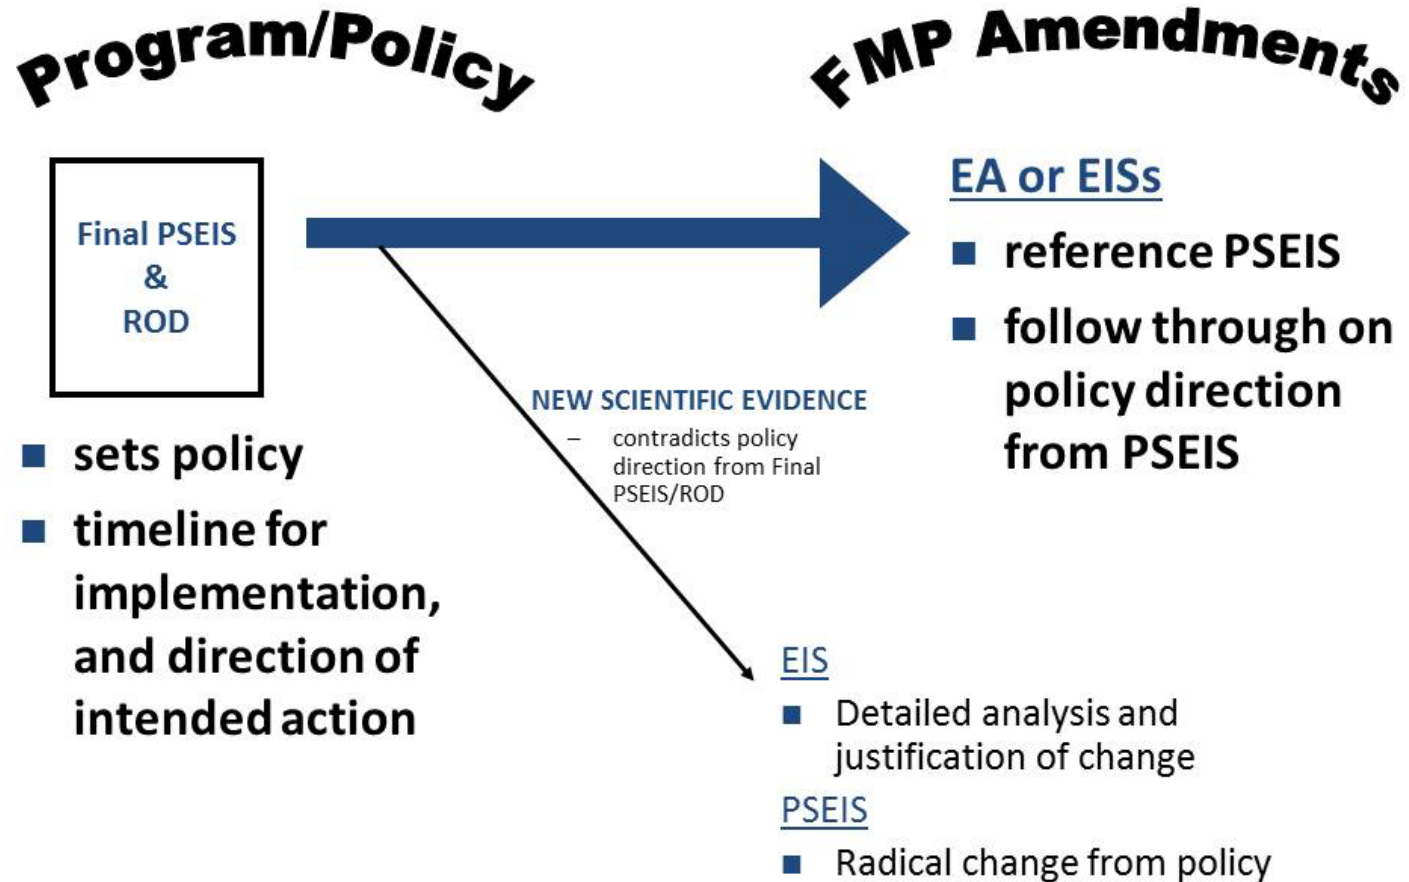 Program/Policy
FMP Amendments
Final PSEIS
&
ROD
sets policy
timeline for
implementation,
and direction of
intended action
NEW SCIENTIFIC EVIDENCE
– contradicts policy
direction from Final
PSEIS/ROD
EA or EISs
reference PSEIS
follow through on
policy direction
from PSEIS
EIS
Detailed analysis and
justification of change
PSEIS
Radical change from policy